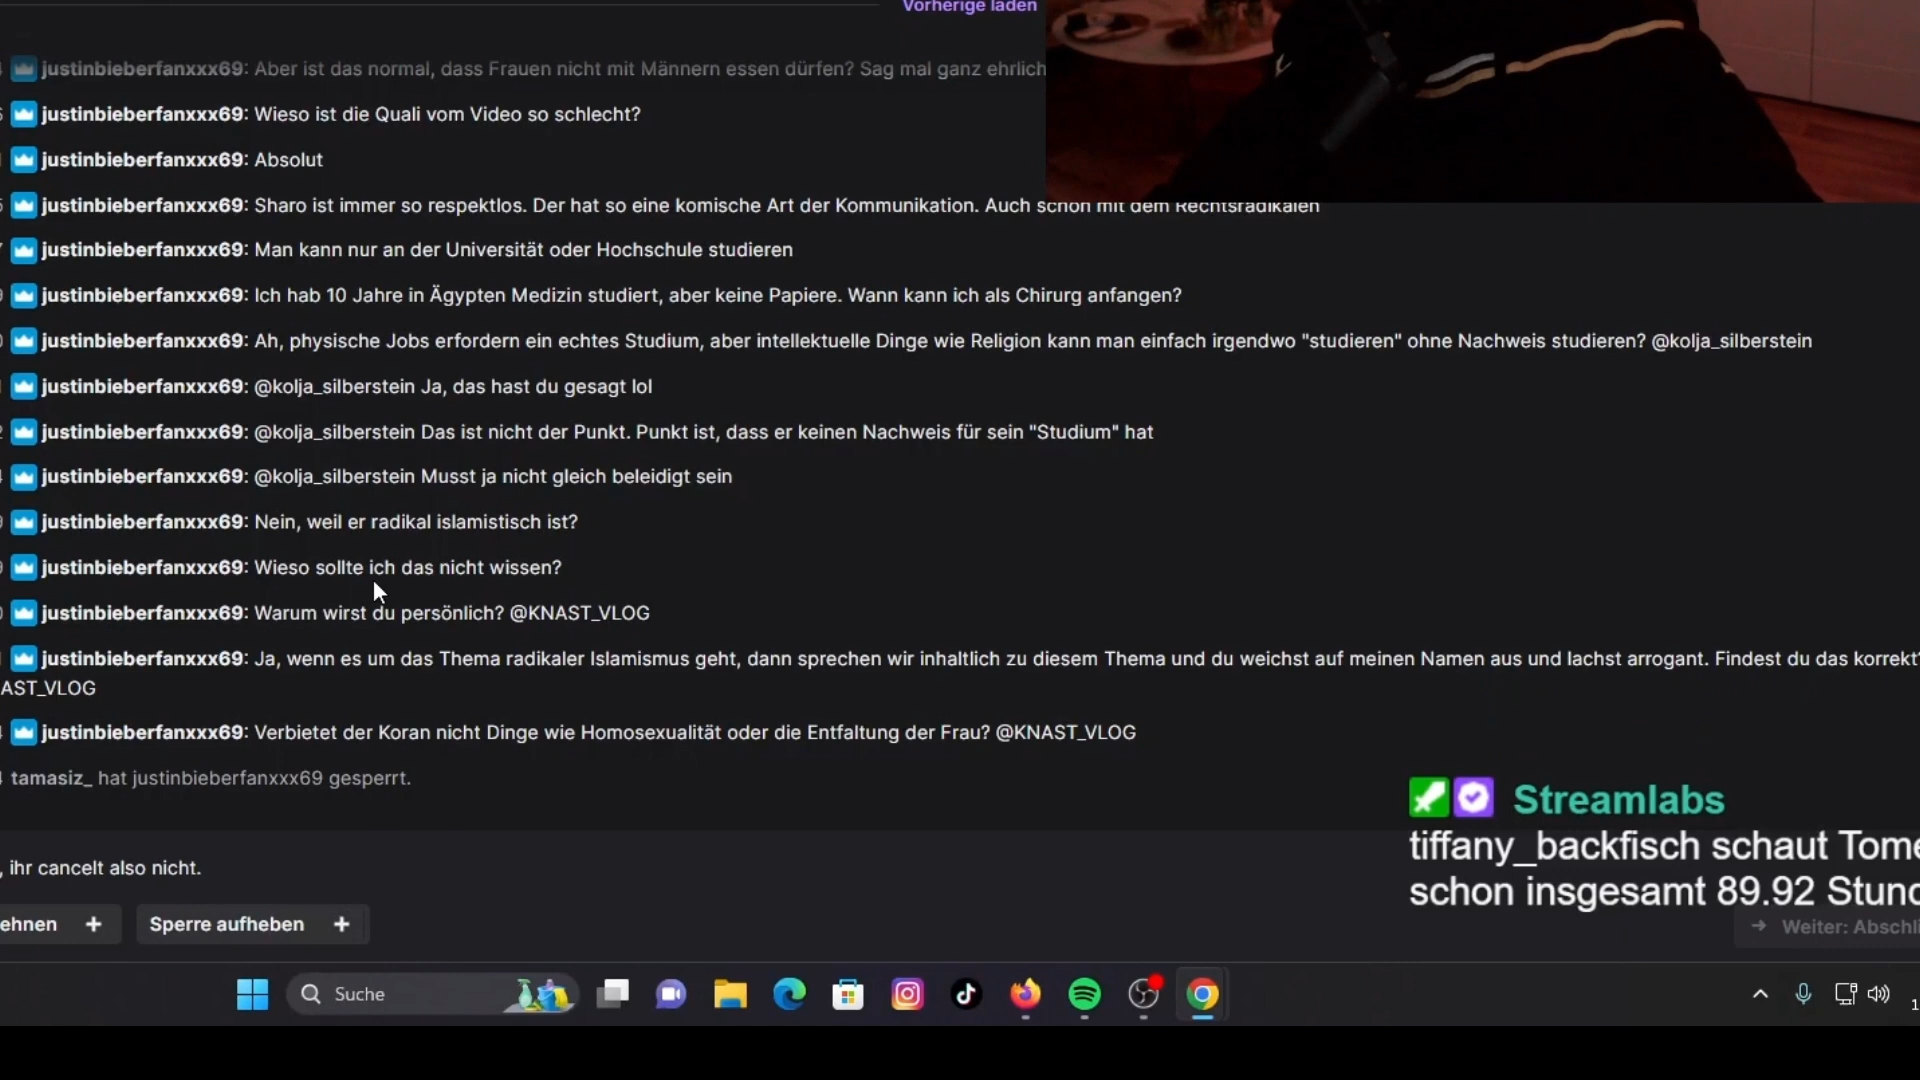 Vorherige laden
justinbieberfanxxx69: Aber ist das normal, dass Frauen nicht mit Männern essen dürfen? Sag mal ganz ehrlich
justinbieberfanxxx69: Wieso ist die Quali vom Video so schlecht?
justinbieberfanxxx69: Absolut
justinbieberfanxxx69: Sharo ist immer so respektlos. Der hat so eine komische Art der Kommunikation. Auch schon mit dem Rechtsradikalen
justinbieberfanxxx69: Man kann nur an der Universität oder Hochschule studieren
justinbieberfanxxx69: Ich hab 10 Jahre in Ägypten Medizin studiert, aber keine Papiere. Wann kann ich als Chirurg anfangen?
justinbieberfanxxx69: Ah, physische Jobs erfordern ein echtes Studium, aber intellektuelle Dinge wie Religion kann man einfach irgendwo "studieren" ohne Nachweis studieren? @kolja_silberstein
justinbieberfanxxx69: @kolja_silberstein Ja, das hast du gesagt lol
justinbieberfanxxx69: @kolja_silberstein Das ist nicht der Punkt. Punkt ist, dass er keinen Nachweis für sein "Studium" hat
justinbieberfanxxx69: @kolja_silberstein Musst ja nicht gleich beleidigt sein
justinbieberfanxxx69: Nein, weil er radikal islamistisch ist?
justinbieberfanxxx69: Wieso sollte ich das nicht wissen?
justinbieberfanxxx69: Warum wirst du persönlich? @KNAST_VLOG
justinbieberfanxxx69: Ja, wenn es um das Thema radikaler Islamismus geht, dann sprechen wir inhaltlich zu diesem Thema und du weichst auf meinen Namen aus und lachst arrogant. Findest du das korrekt?
AST_VLOG
justinbieberfanxxx69: Verbietet der Koran nicht Dinge wie Homosexualität oder die Entfaltung der Frau? @KNAST_VLOG
tamasiz_ hat justinbieberfanxxx69 gesperrt.
Streamlabs
tiffany_backfisch schaut Tome
schon insgesamt 89.92 Stund
, ihr cancelt also nicht.
ehnen +
Sperre aufheben +
→ Weiter: Abschli
Suche